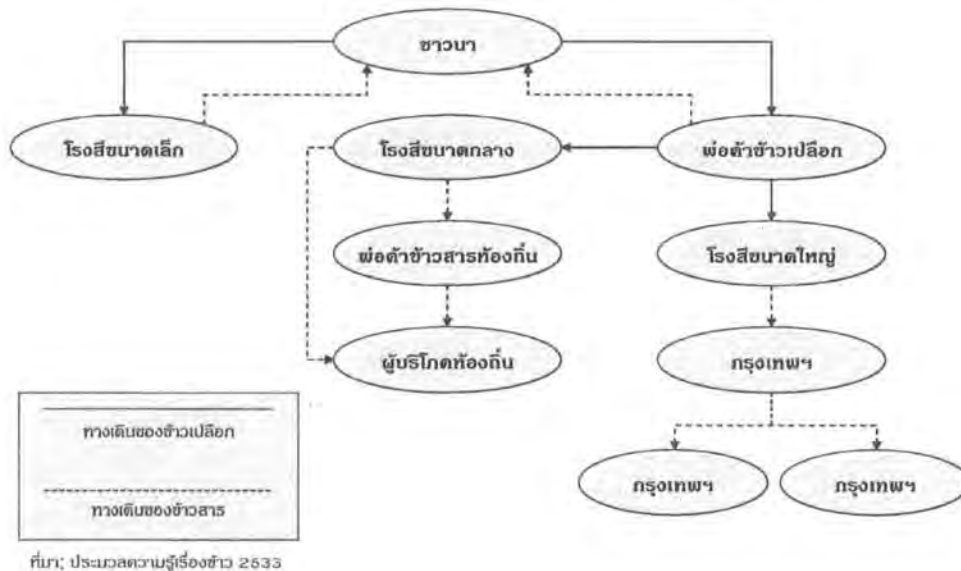 ชาวนา
โรงสีขนาดเล็ก
โรงสีขนาดกลาง
พ่อค้าข้าวเปลือก
พ่อค้าข้าวสารท้องถิ่น
โรงสีขนาดใหญ่
ผู้บริโภคท้องถิ่น
กรุงเทพฯ
กรุงเทพฯ
กรุงเทพฯ
ทางเดินของข้าวเปลือก
ทางเดินของข้าวสาร
ที่มา; ประมวลความรู้เรื่องข้าว 2533